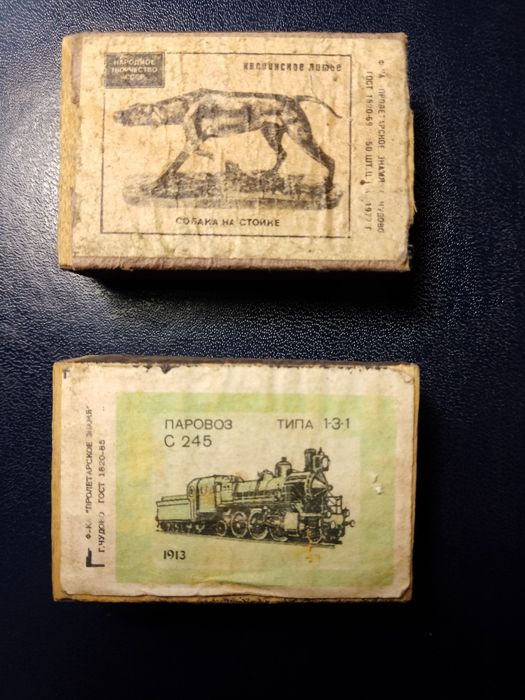 НАРОДНОЕ
ТВОРЧЕСТВО
СССР
каслинское литье
СОБАКА НА СТОЙКЕ
Ф-КА "ПРОЛЕТАРСКОЕ ЗНАМЯ" ЧУДОВО
ГОСТ 1820-69 50 ШТ. Ц. 1977 г
ПАРОВОЗ ТИПА 1-3-1
С 245
1913
Ф-КА "ПРОЛЕТАРСКОЕ ЗНАМЯ"
Г.ЧУДОВО ГОСТ 1820-85